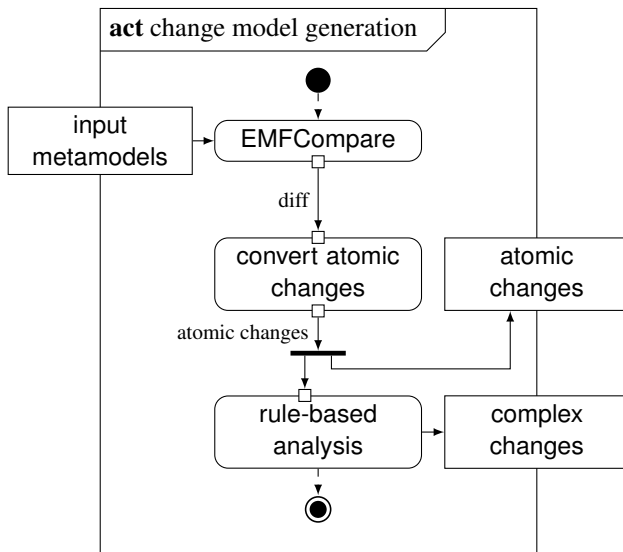 act change model generation
input
metamodels
EMFCompare
diff
convert atomic
changes
atomic
changes
atomic changes
rule-based
analysis
complex
changes